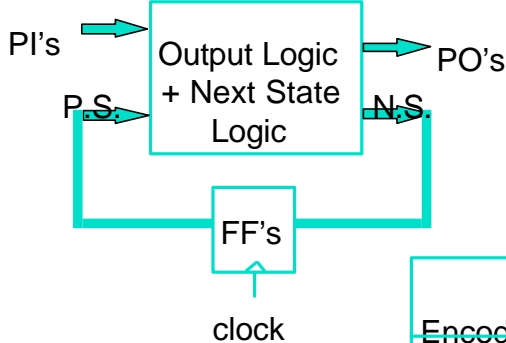 PI's
Output Logic
+ Next State
Logic
PO's
P.S.
N.S.
FF's
clock